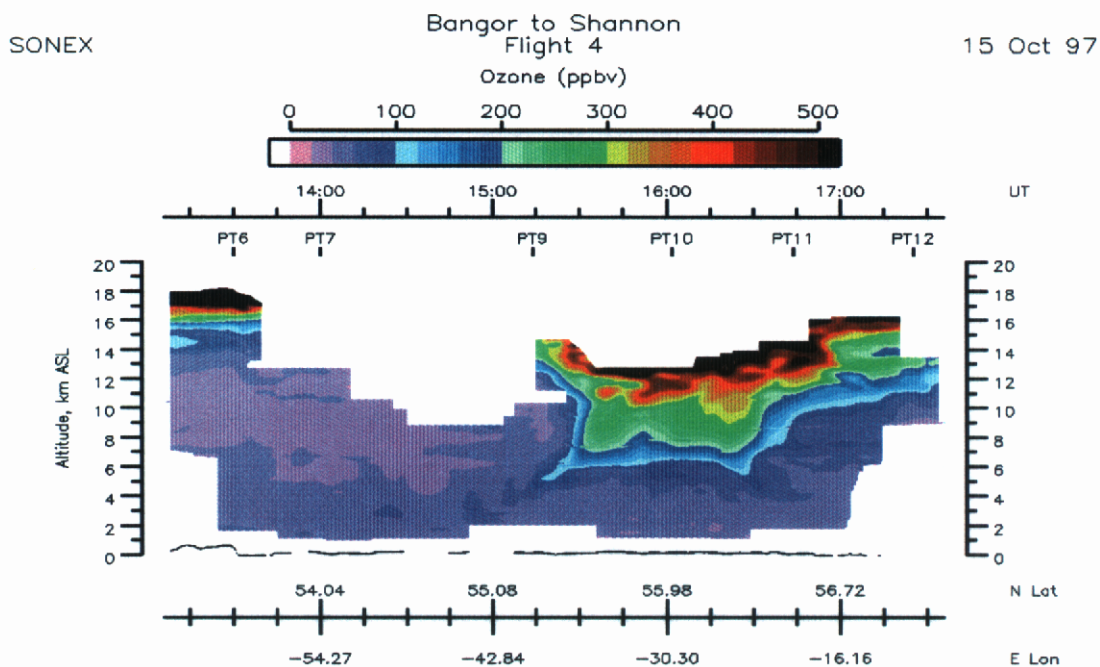 Bangor to Shannon
SONEX Flight 4 15 Oct 97
Ozone (ppbv)
0 100 200 300 400 500
14:00 15:00 16:00 17:00 UT
PT6 PT7 PT9 PT10 PT11 PT12
20 20
18 18
16 16
14 14
12 12
10 10
8 8
6 6
4 4
2 2
0 0
Altitude, km ASL
54.04 55.08 55.98 56.72 N Lat
-54.27 -42.84 -30.30 -16.16 E Lon